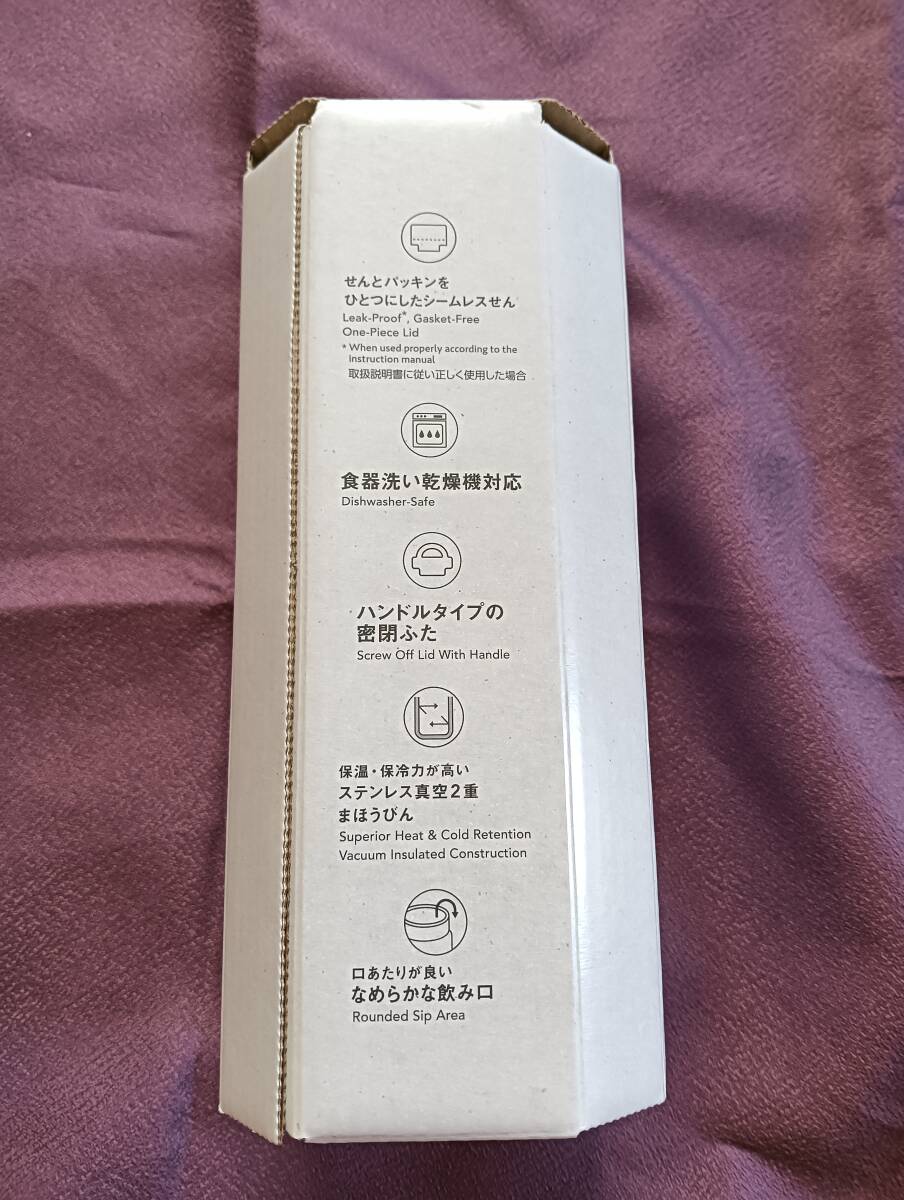 せんとパッキンを
ひとつにしたシームレスせん
Leak-Proof*, Gasket-Free
One-Piece Lid
* When used properly according to the
Instruction manual
取扱説明書に従い正しく使用した場合
食器洗い乾燥機対応
Dishwasher-Safe
ハンドルタイプの
密閉ふた
Screw Off Lid With Handle
保温・保冷力が高い
ステンレス真空2重
まほうびん
Superior Heat & Cold Retention
Vacuum Insulated Construction
口あたりが良い
なめらかな飲み口
Rounded Sip Area